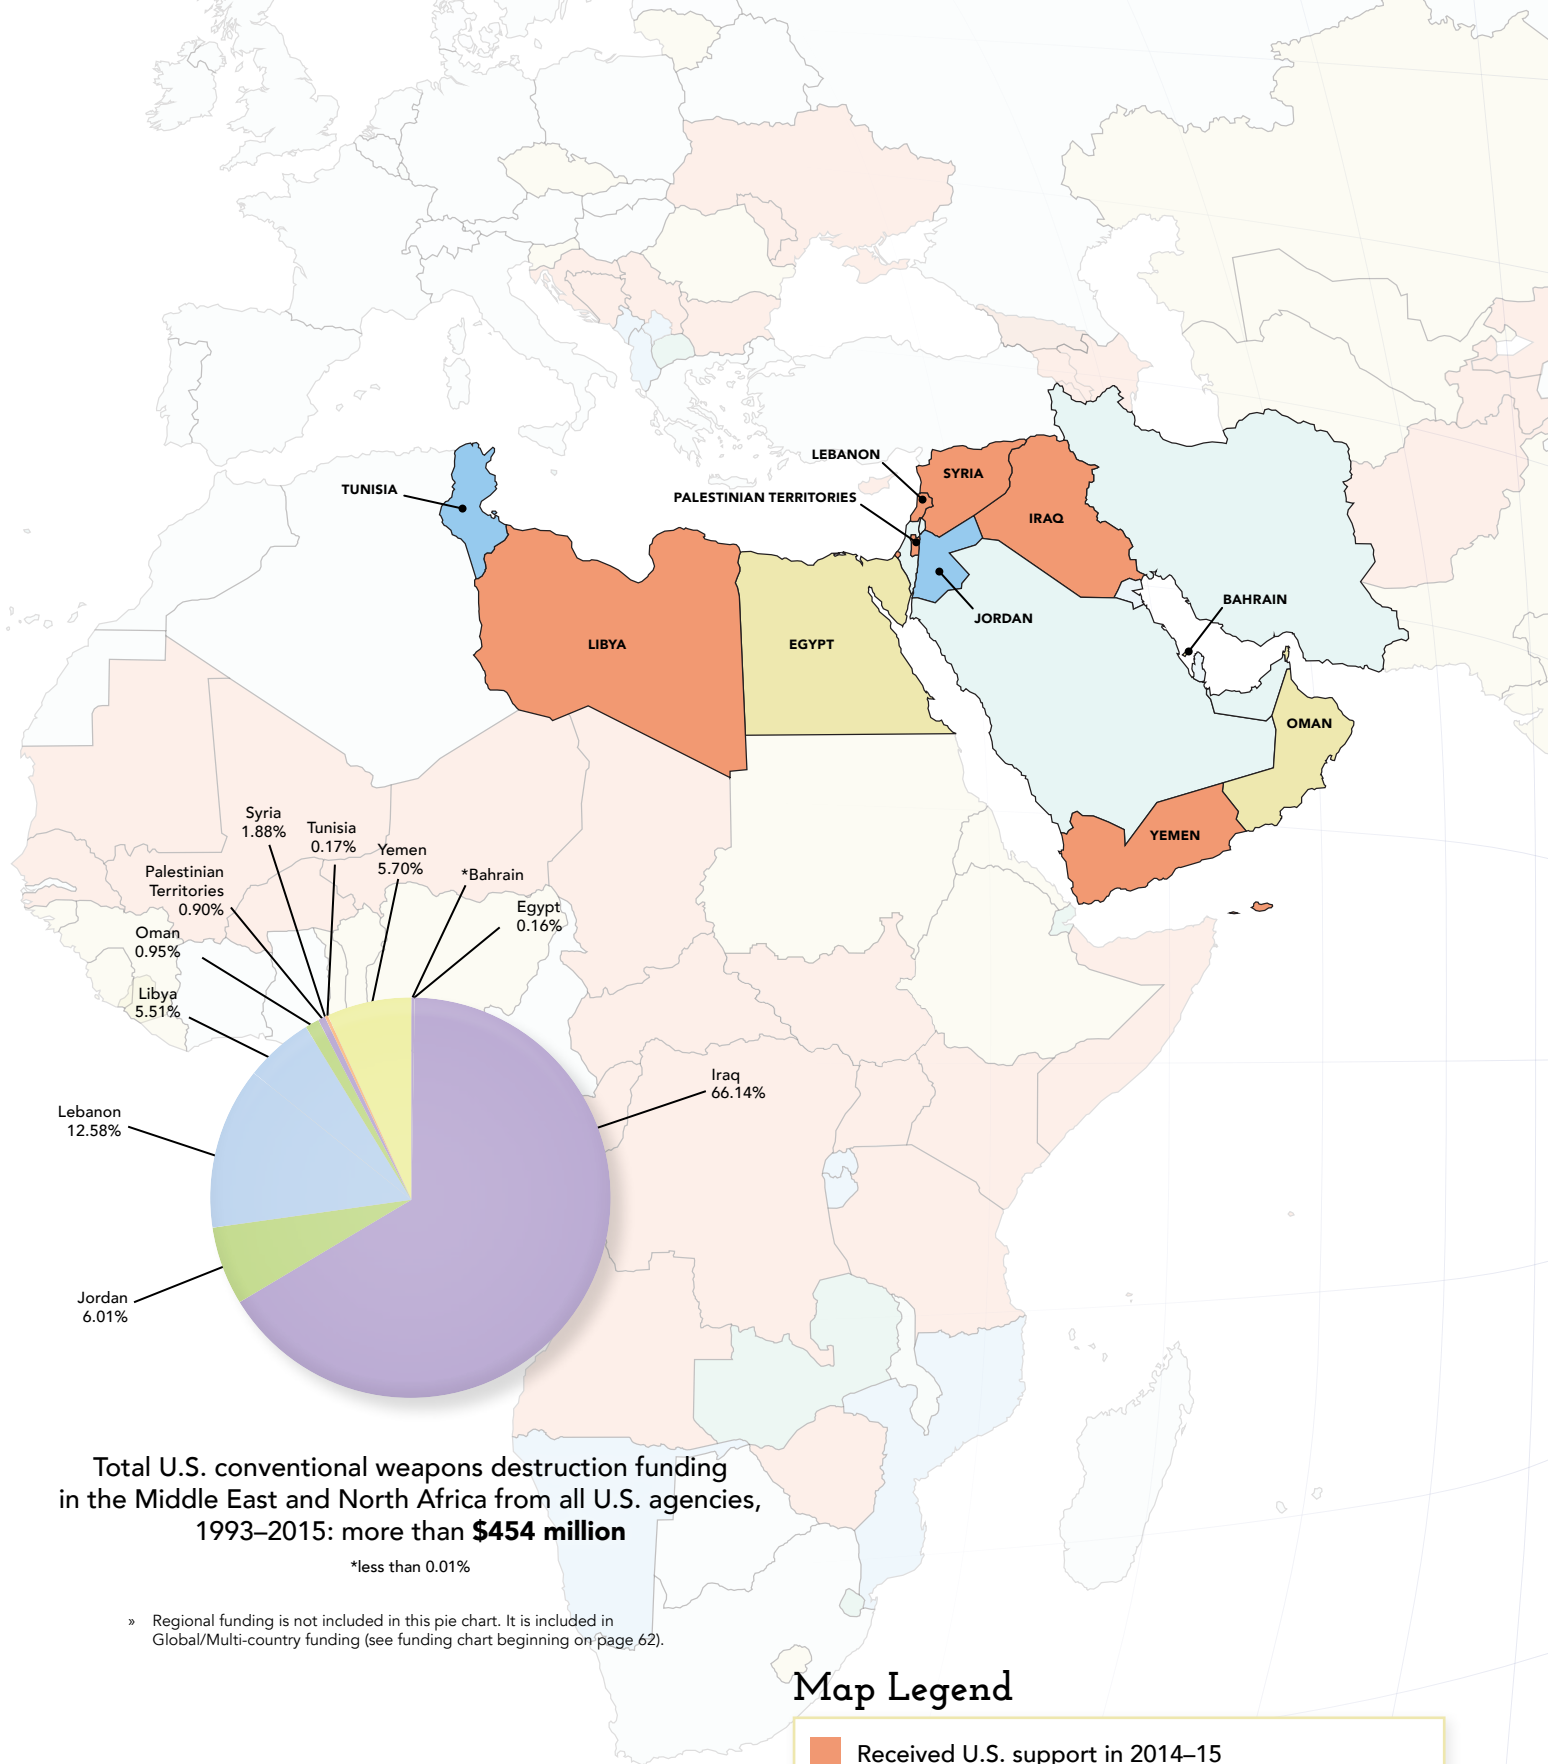 LEBANON
SYRIA
TUNISIA
PALESTINIAN TERRITORIES
IRAQ
BAHRAIN
JORDAN
LIBYA
EGYPT
OMAN
YEMEN
Syria
1.88%
Tunisia
0.17%
Yemen
5.70%
*Bahrain
Palestinian
Territories
0.90%
Egypt
0.16%
Oman
0.95%
Libya
5.51%
Iraq
66.14%
Lebanon
12.58%
Jordan
6.01%
Total U.S. conventional weapons destruction funding
in the Middle East and North Africa from all U.S. agencies,
1993–2015: more than $454 million
*less than 0.01%
» Regional funding is not included in this pie chart. It is included in
Global/Multi-country funding (see funding chart beginning on page 62).
Map Legend
Received U.S. support in 2014–15